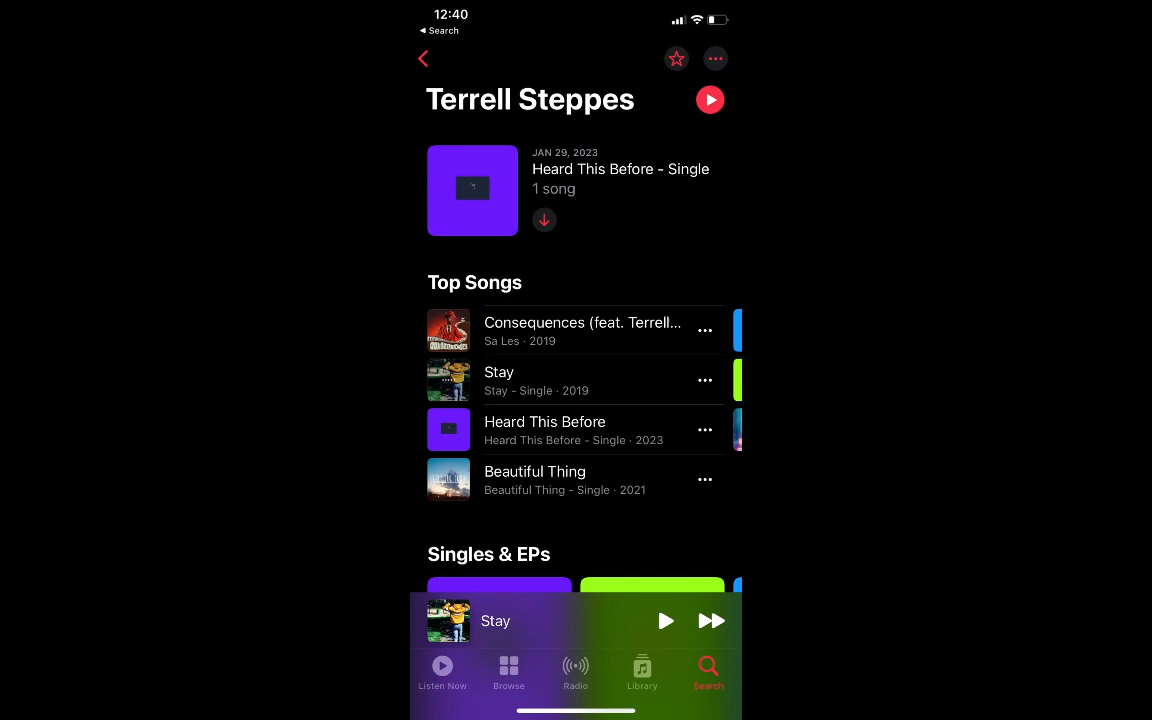 12:40
Search
Terrell Steppes
JAN 29, 2023
Heard This Before - Single
1 song
Top Songs
Consequences (feat. Terrell...
Sa Les · 2019
Stay
Stay - Single · 2019
Heard This Before
Heard This Before - Single · 2023
Beautiful Thing
Beautiful Thing - Single · 2021
Singles & EPs
Stay
Listen Now
Browse
Radio
Library
Search